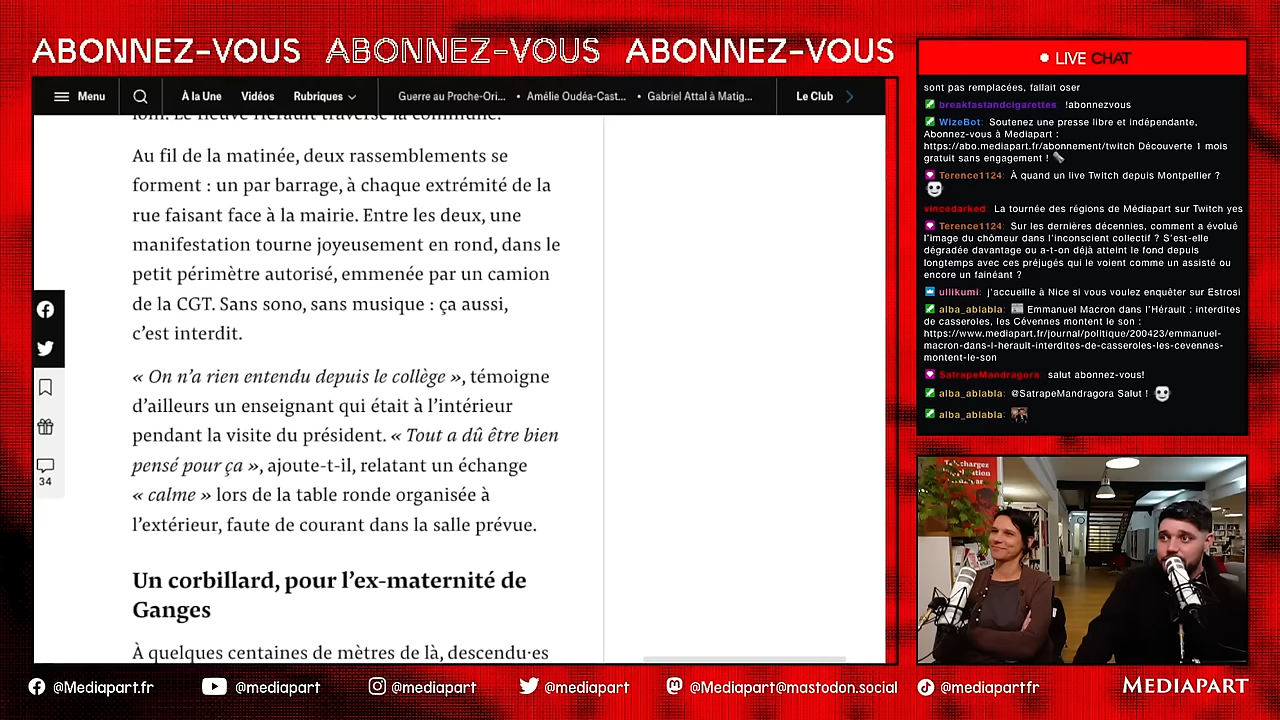 ABONNEZ-VOUS ABONNEZ-VOUS ABONNEZ-VOUS
Menu
À la Une
Vidéos
Rubriques
Guerre au Proche-Ori...
• Amélie Oudéa-Cast...
• Gabriel Attal à Matig...
Le Club
Au fil de la matinée, deux rassemblements se
forment : un par barrage, à chaque extrémité de la
rue faisant face à la mairie. Entre les deux, une
manifestation tourne joyeusement en rond, dans le
petit périmètre autorisé, emmenée par un camion
de la CGT. Sans sono, sans musique : ça aussi,
c’est interdit.
« On n’a rien entendu depuis le collège », témoigne
d’ailleurs un enseignant qui était à l’intérieur
pendant la visite du président. « Tout a dû être bien
pensé pour ça », ajoute-t-il, relatant un échange
« calme » lors de la table ronde organisée à
l’extérieur, faute de courant dans la salle prévue.
Un corbillard, pour l’ex-maternité de
Ganges
À quelques centaines de mètres de là, descendu·es
34
LIVE CHAT
sont pas remplacées, fallait oser
breakfastandcigarettes !abonnezvous
WizeBot: Soutenez une presse libre et indépendante,
Abonnez-vous à Mediapart :
https://abo.mediapart.fr/abonnement/twitch Découverte 1 mois
gratuit sans engagement !
Terence1124: À quand un live Twitch depuis Montpellier ?
vincedarked: La tournée des régions de Médiapart sur Twitch yes
Terence1124: Sur les dernières décennies, comment a évolué
l'image du chômeur dans l'inconscient collectif ? S'est-elle
dégradée davantage ou a-t-on déjà atteint le fond depuis
longtemps avec ces préjugés qui le voient comme un assisté ou
encore un fainéant ?
ullikumi: j'accueille à Nice si vous voulez enquêter sur Estrosi
alba_ablabla: Emmanuel Macron dans l'Hérault : interdites
de casseroles, les Cévennes montent le son :
https://www.mediapart.fr/journal/politique/200423/emmanuel-
macron-dans-l-herault-interdites-de-casseroles-les-cevennes-
montent-le-son
SatrapeMandragora: salut abonnez-vous!
alba_ablabla: @SatrapeMandragora Salut !
alba_ablabla:
@Mediapart.fr
@mediapart
@mediapart
@mediapart
@Mediapart@mastodon.social
@mediapartfr
MEDIAPART